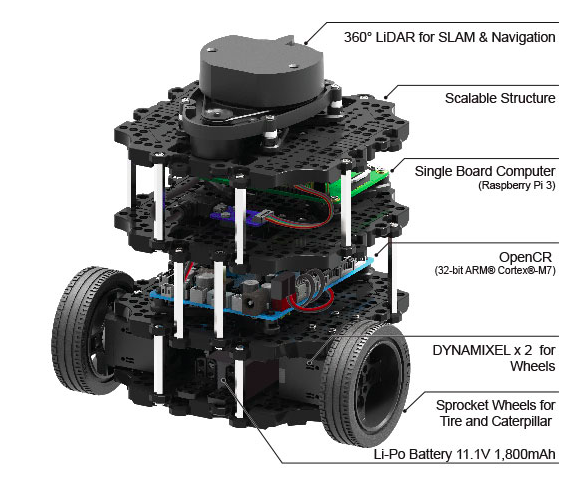 360° LiDAR for SLAM & Navigation
Scalable Structure
Single Board Computer
(Raspberry Pi 3)
OpenCR
(32-bit ARM® Cortex®-M7)
DYNAMIXEL x 2 for
Wheels
Sprocket Wheels for
Tire and Caterpillar
Li-Po Battery 11.1V 1,800mAh